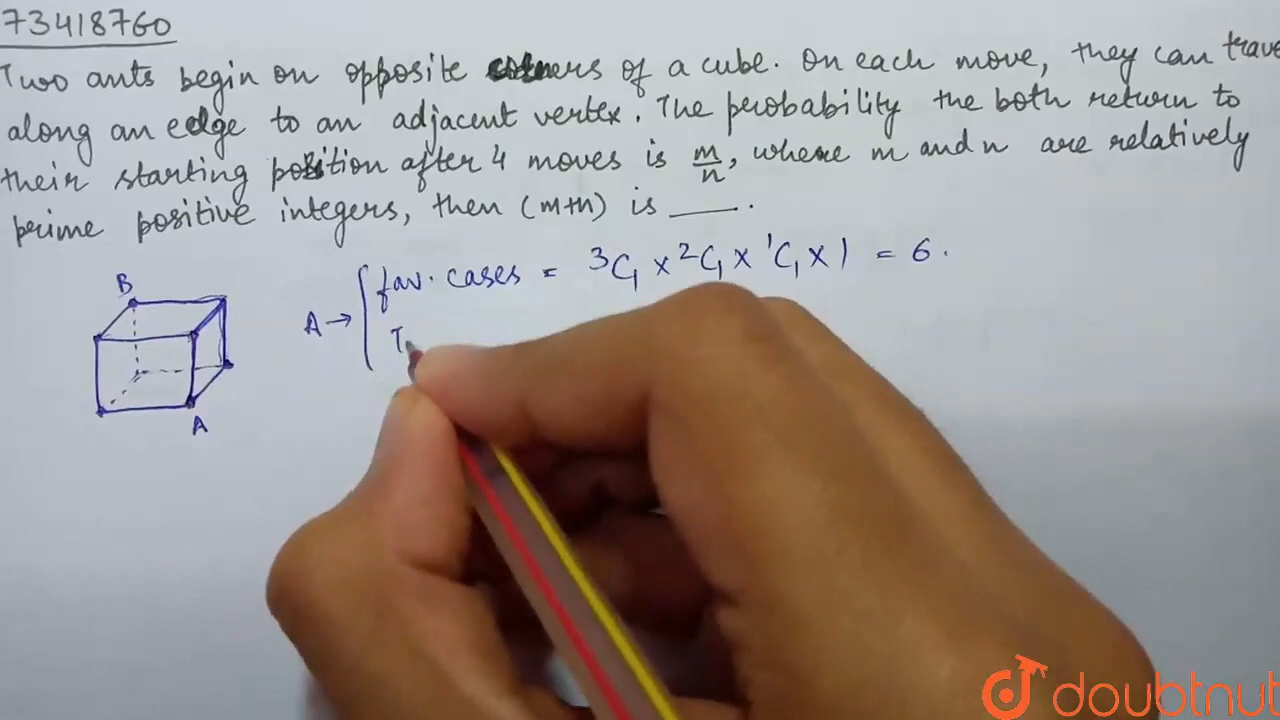 73418760
Two ants begin on opposite corners of a cube. On each move, they can trave
along an edge to an adjacent vertex. The probability the both return to
their starting position after 4 moves is m/n, where m and n are relatively
prime positive integers, then (m+n) is ___.
B
A → { fav. cases = ³C₁ × ²C₁ × ¹C₁ × 1 = 6.
T
A
doubtnut